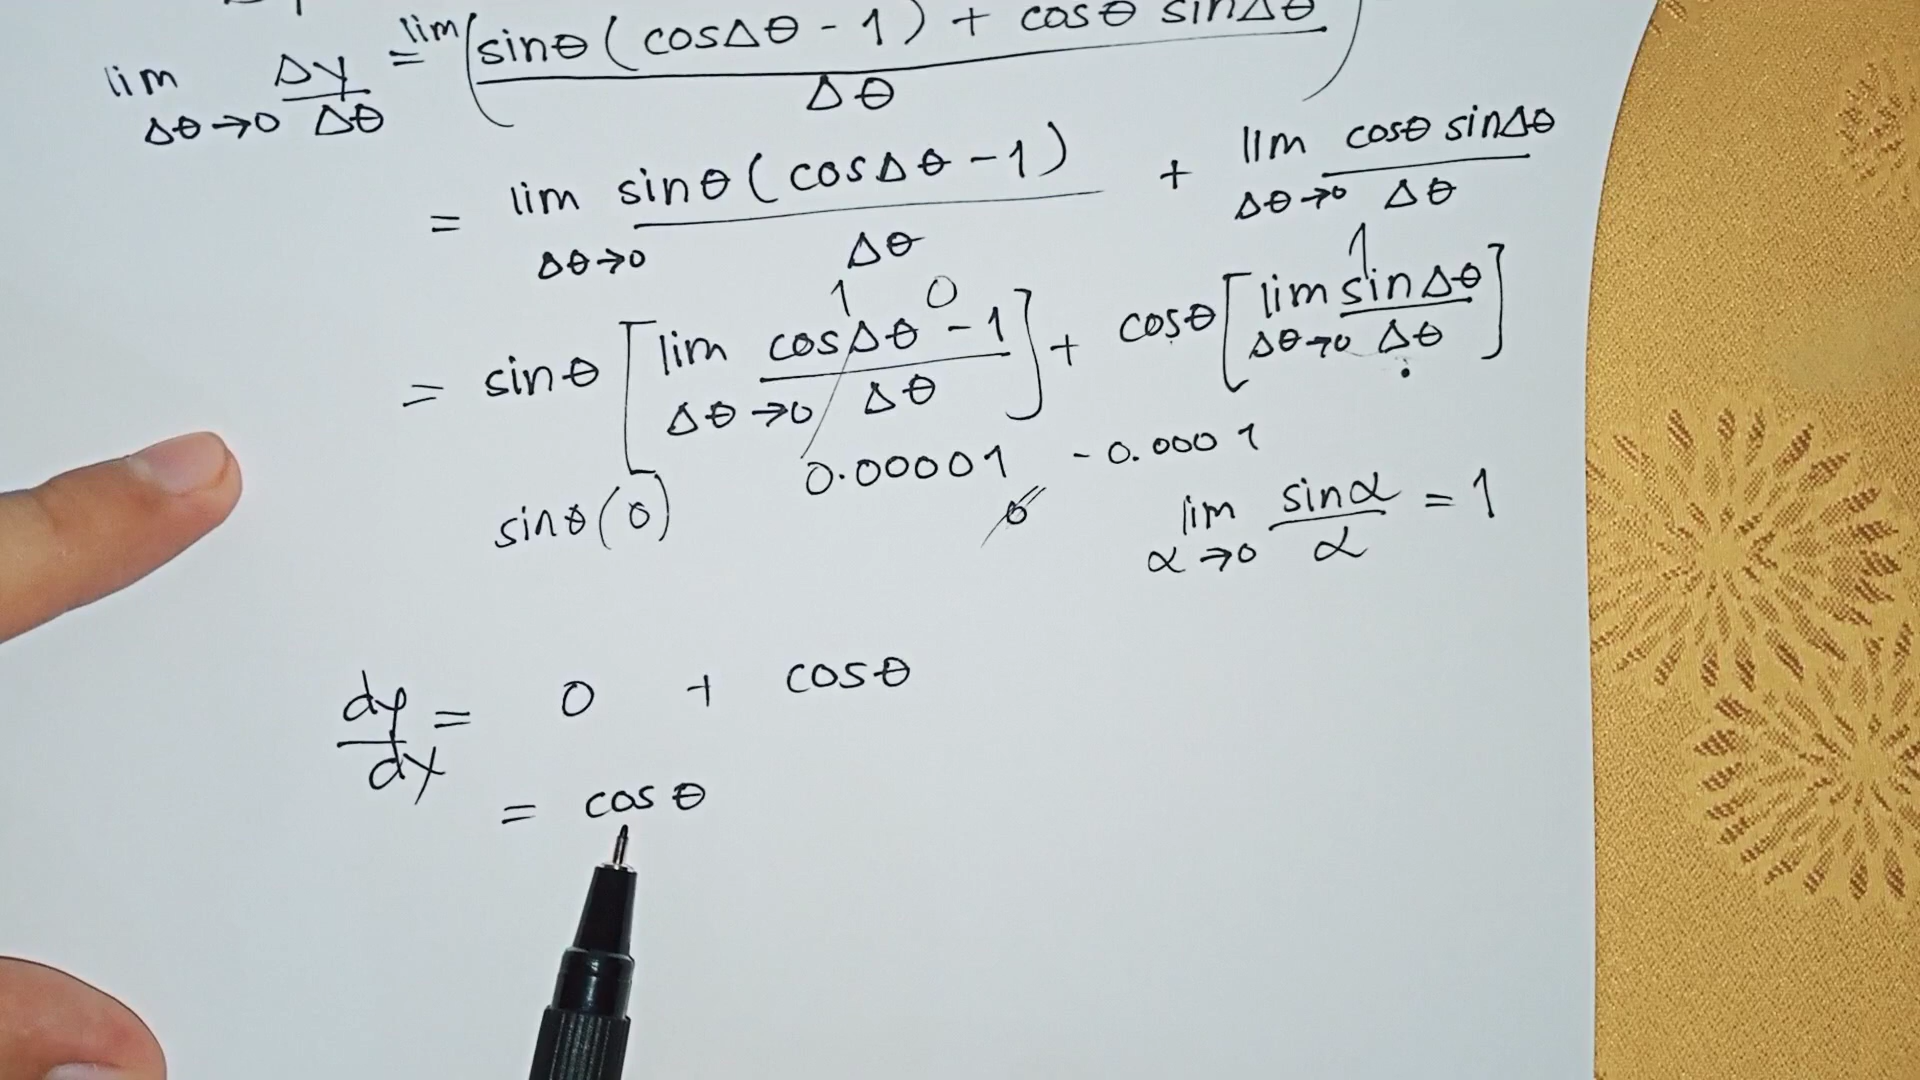 lim Δθ→0 Δy/Δθ = lim (sinθ(cosΔθ - 1) + cosθ sinΔθ / Δθ)
= lim Δθ→0 sinθ(cosΔθ - 1) / Δθ + lim Δθ→0 cosθ sinΔθ / Δθ
1 0 1
= sinθ [lim Δθ→0 cosΔθ - 1 / Δθ] + cosθ [lim Δθ→0 sinΔθ / Δθ]
0.00001 - 0.0001
sinθ(0) 0 lim α→0 sinα / α = 1
dy/dx = 0 + cosθ
= cosθ